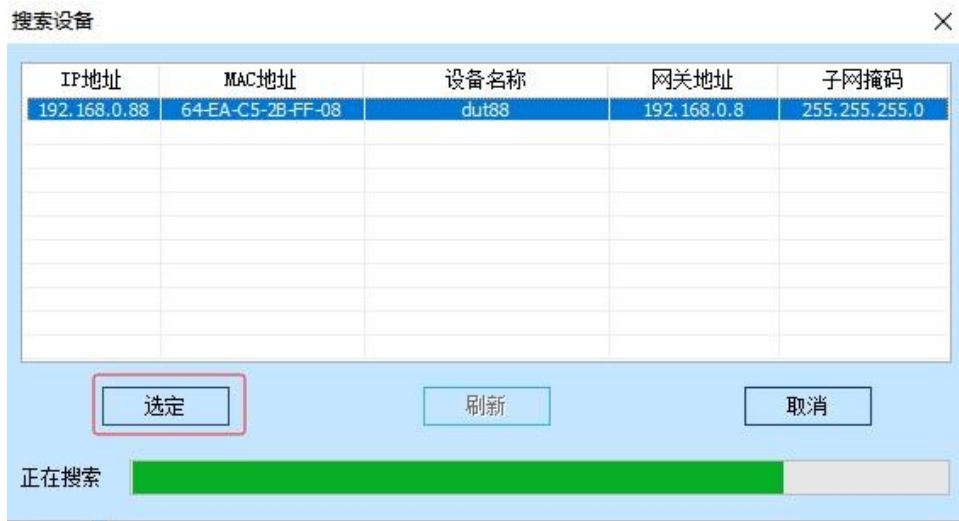 搜索设备
IP地址 MAC地址 设备名称 网关地址 子网掩码
192.168.0.88 64-EA-C5-2B-FF-08 dut88 192.168.0.8 255.255.255.0
选定 刷新 取消
正在搜索